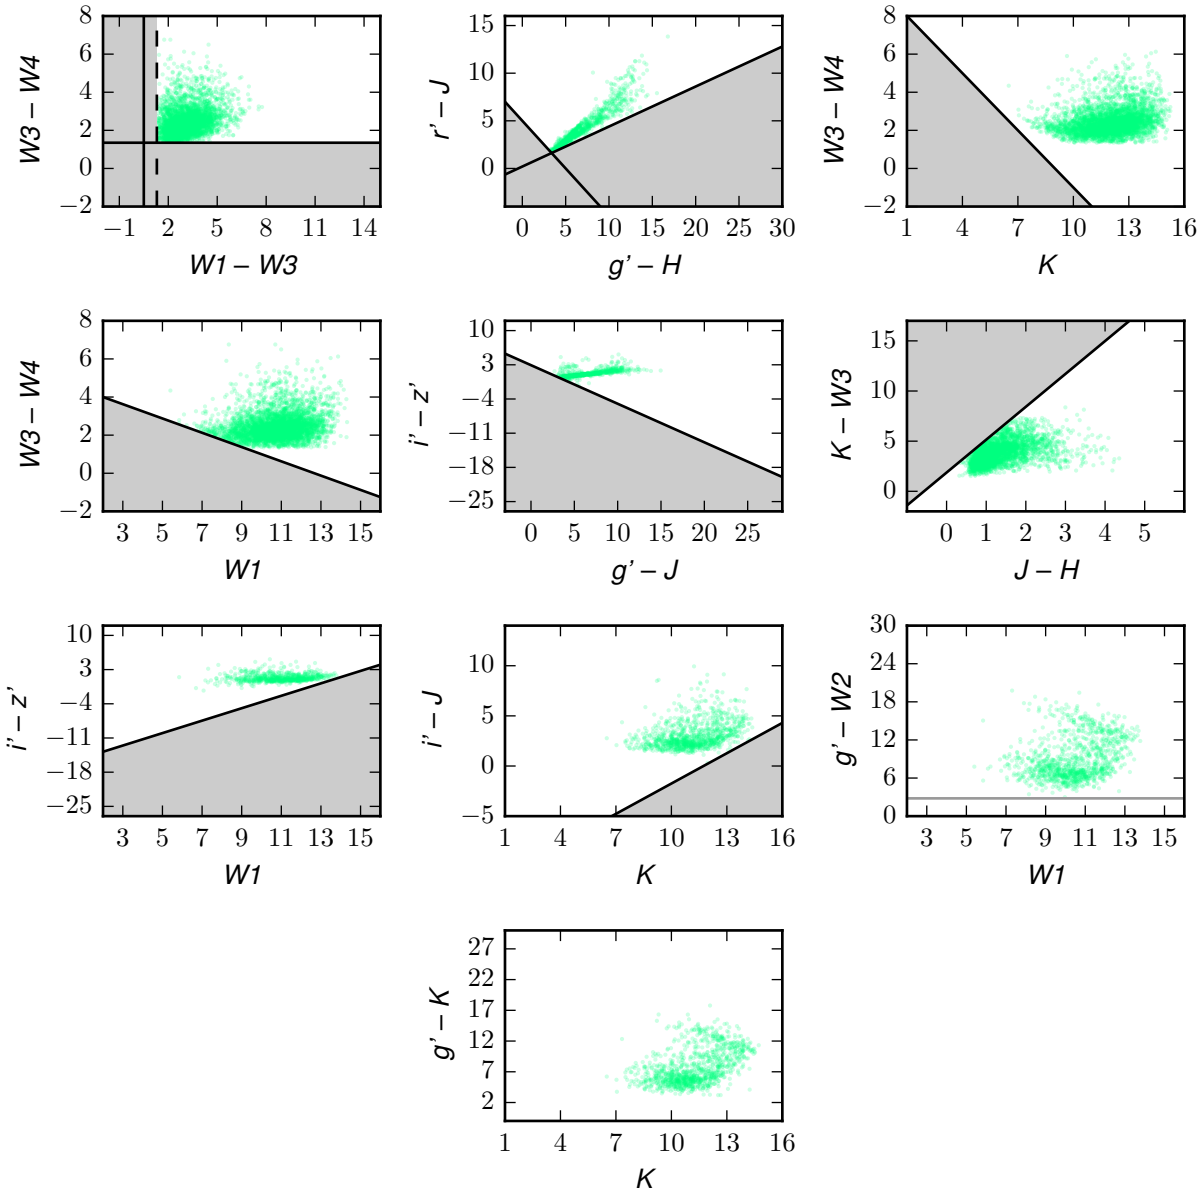 8 6 4 2 0 −2
W3 – W4
−1 2 5 8 11 14
W1 – W3
15 10 5 0
r' – J
0 5 10 15 20 25 30
g' – H
8 6 4 2 0 −2
W3 – W4
1 4 7 10 13 16
K
8 6 4 2 0 −2
W3 – W4
3 5 7 9 11 13 15
W1
10 3 −4 −11 −18 −25
i' – z'
0 5 10 15 20 25
g' – J
15 10 5 0
K – W3
0 1 2 3 4 5
J – H
10 3 −4 −11 −18 −25
i' – z'
3 5 7 9 11 13 15
W1
10 5 0 −5
i' – J
1 4 7 10 13 16
K
30 24 18 12 6 0
g' – W2
3 5 7 9 11 13 15
W1
27 22 17 12 7 2
g' – K
1 4 7 10 13 16
K